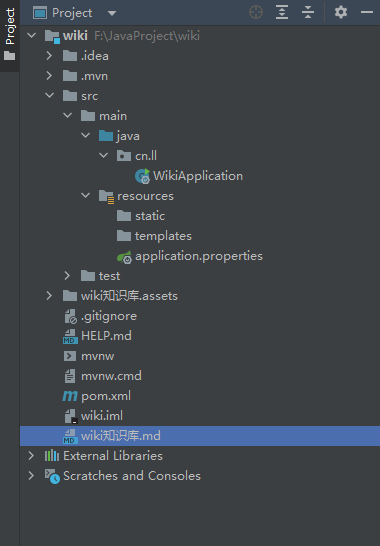 Project
Project
wiki F:\JavaProject\wiki
.idea
.mvn
src
main
java
cn.ll
WikiApplication
resources
static
templates
application.properties
test
wiki知识库.assets
.gitignore
HELP.md
mvnw
mvnw.cmd
pom.xml
wiki.iml
wiki知识库.md
External Libraries
Scratches and Consoles